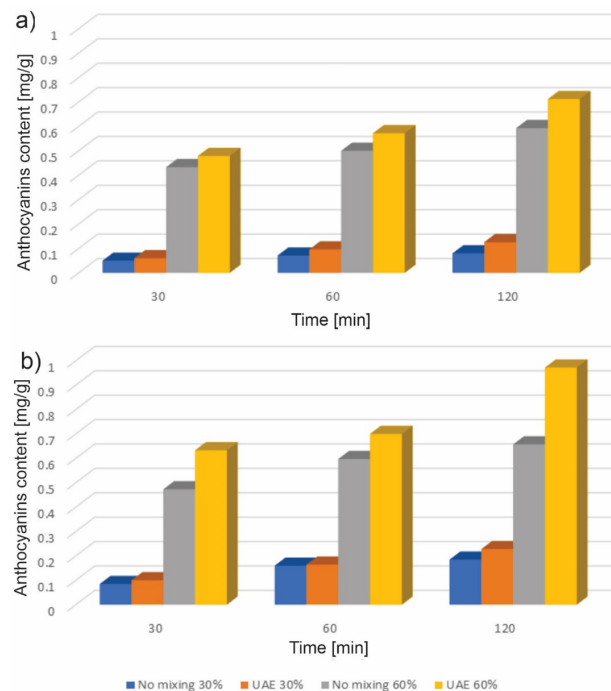 a)
Anthocyanins content [mg/g]
1
0.9
0.8
0.7
0.6
0.5
0.4
0.3
0.2
0.1
0
30 60 120
Time [min]
b)
Anthocyanins content [mg/g]
1
0.9
0.8
0.7
0.6
0.5
0.4
0.3
0.2
0.1
0
30 60 120
Time [min]
No mixing 30% UAE 30% No mixing 60% UAE 60%